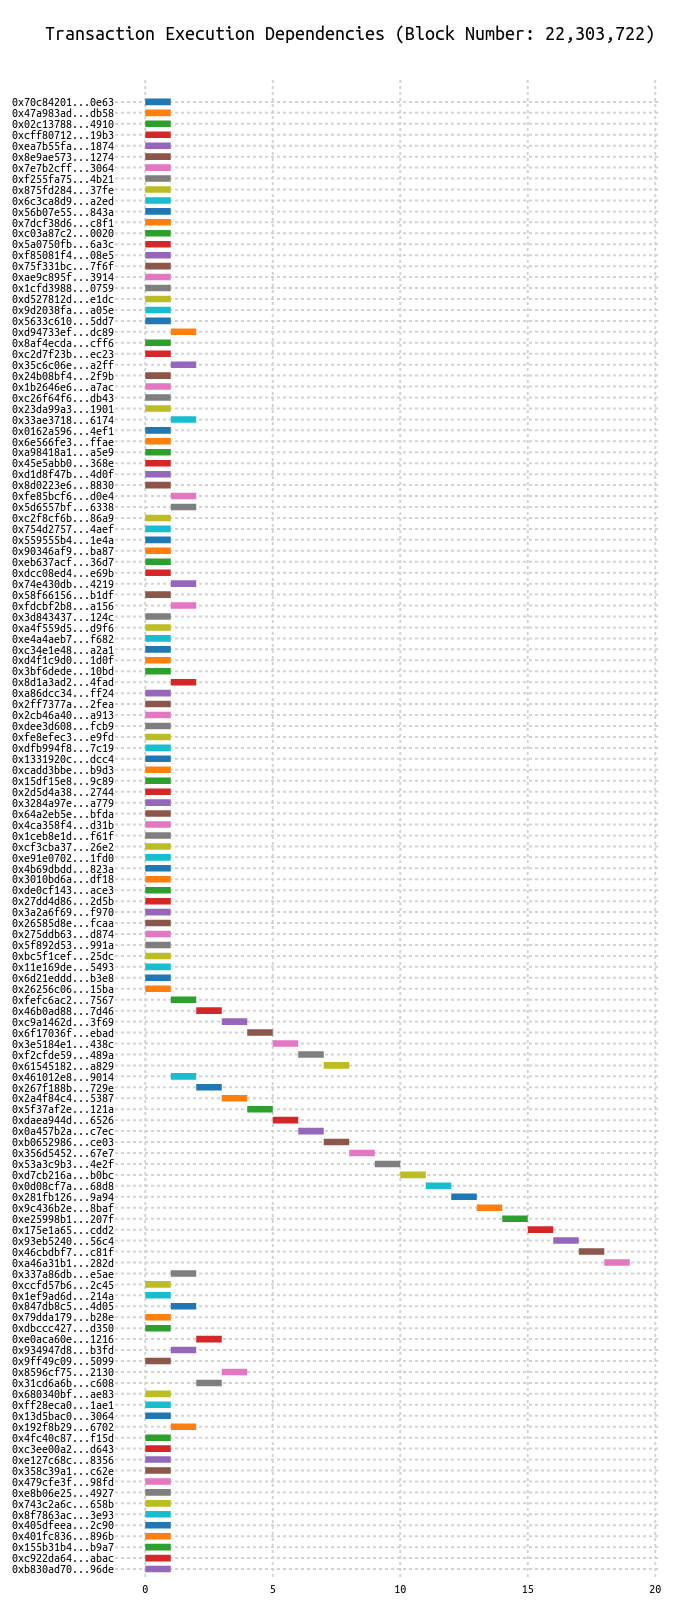 Transaction Execution Dependencies (Block Number: 22,303,722)
0x70c84201...0e63
0x47a983ad...db58
0x02c13788...4910
0xcff80712...19b3
0xea7b55fa...1874
0x8e9ae573...1274
0x7e7b2cff...3064
0xf255fa75...4b21
0x875fd284...37fe
0x6c3ca8d9...a2ed
0x56b07e55...843a
0x7dcf38d6...c8f1
0xc03a87c2...0020
0x5a0750fb...6a3c
0xf85081f4...08e5
0x75f331bc...7f6f
0xae9c895f...3914
0x1cfd3988...0759
0xd527812d...e1dc
0x9d2038fa...a05e
0x5633c610...5dd7
0xd94733ef...dc89
0x8af4ecda...cff6
0xc2d7f23b...ec23
0x35c6c06e...a2ff
0x24b08bf4...2f9b
0x1b2646e6...a7ac
0xc26f64f6...db43
0x23da99a3...1901
0x33ae3718...6174
0x0162a596...4ef1
0x6e566fe3...ffae
0xa98418a1...a5e9
0x45e5abb0...368e
0xd1d8f47b...4d0f
0x8d0223e6...8830
0xfe85bcf6...d0e4
0x5d6557bf...6338
0xc2f8cf6b...86a9
0x754d2757...4aef
0x559555b4...1e4a
0x90346af9...ba87
0xeb637acf...36d7
0xdcc08ed4...e69b
0x74e430db...4219
0x58f66156...b1df
0xfdcbf2b8...a156
0x3d843437...124c
0xa4f559d5...d9f6
0xe4a4aeb7...f682
0xc34e1e48...a2a1
0xd4f1c9d0...1d0f
0x3bf6dede...10bd
0x8d1a3ad2...4fad
0xa86dcc34...ff24
0x2ff7377a...2fea
0x2cb46a40...a913
0xdee3d608...fcb9
0xfe8efec3...e9fd
0xdfb994f8...7c19
0x1331920c...dcc4
0xcadd3bbe...b9d3
0x15df15e8...9c89
0x2d5d4a38...2744
0x3284a97e...a779
0x64a2eb5e...bfda
0x4ca358f4...d31b
0x1ceb8e1d...f61f
0xcf3cba37...26e2
0xe91e0702...1fd0
0x4b69dbdd...823a
0x3010bd6a...df18
0xde0cf143...ace3
0x27dd4d86...2d5b
0x3a2a6f69...f970
0x26585d8e...fcaa
0x275ddb63...d874
0x5f892d53...991a
0xbc5f1cef...25dc
0x11e169de...5493
0x6d21eddd...b3e8
0x26256c06...15ba
0xfefc6ac2...7567
0x46b0ad88...7d46
0xc9a1462d...3f69
0x6f17036f...ebad
0x3e5184e1...438c
0xf2cfde59...489a
0x61545182...a829
0x461012e8...9014
0x267f188b...729e
0x2a4f84c4...5387
0x5f37af2e...121a
0xdaea944d...6526
0x0a457b2a...c7ec
0xb0652986...ce03
0x356d5452...67e7
0x53a3c9b3...4e2f
0xd7cb216a...b0bc
0x0d08cf7a...68d8
0x281fb126...9a94
0x9c436b2e...8baf
0xe25998b1...207f
0x175e1a65...cdd2
0x93eb5240...56c4
0x46cbdbf7...c81f
0xa46a31b1...282d
0x337a86db...e5ae
0xccfd57b6...2c45
0x1ef9ad6d...214a
0x847db8c5...4d05
0x79dda179...b28e
0xdbccc427...d350
0xe0aca60e...1216
0x934947d8...b3fd
0x9ff49c09...5099
0x8596cf75...2130
0x31cd6a6b...c608
0x680340bf...ae83
0xff28eca0...1ae1
0x13d5bac0...3064
0x192f8b29...6702
0x4fc40c87...f15d
0xc3ee00a2...d643
0xe127c68c...8356
0x358c39a1...c62e
0x479cfe3f...98fd
0xe8b06e25...4927
0x743c2a6c...658b
0x8f7863ac...3e93
0x405dfeea...2c90
0x401fc836...896b
0x155b31b4...b9a7
0xc922da64...abac
0xb830ad70...96de
0 5 10 15 20